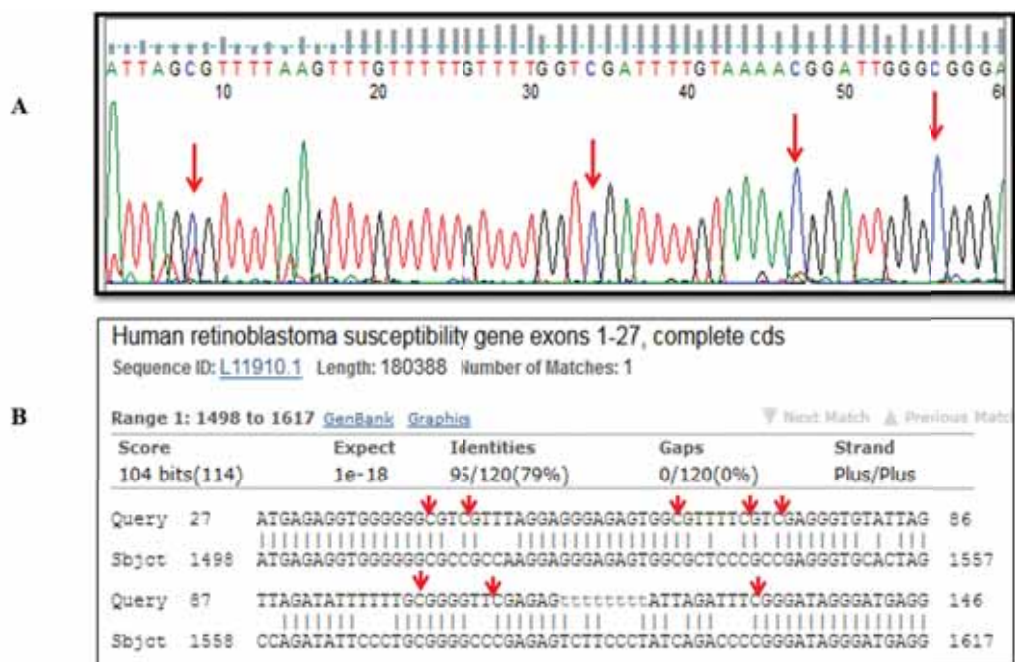 A
ATTAGCGTTTTAAGTTTGTTTTTGTTTTGGTCGATTTTGTAAAACGGATTGGGCGGGA
10 20 30 40 50 60
B
Human retinoblastoma susceptibility gene exons 1-27, complete cds
Sequence ID: L11910.1 Length: 180388 Number of Matches: 1
Range 1: 1498 to 1617 GenBank Graphics Next Match Previous Matc
Score Expect Identities Gaps Strand
104 bits(114) 1e-18 95/120(79%) 0/120(0%) Plus/Plus
Query 27 ATGAGAGGTGGGGGGCGTCGTTTAGGAGGGAGAGTGGCGTTTTCGTCGAGGGTGTATTAG 86
Sbjct 1498 ATGAGAGGTGGGGGGCGCCGCCAAGGAGGGAGAGTGGCGCTCCCGCCGAGGGTGCACTAG 1557
Query 87 TTAGATATTTTTTGCGGGGTTCGAGAGttttttttATTAGATTTCGGGATAGGGATGAGG 146
Sbjct 1558 CCAGATATTCCCTGCGGGGCCCGAGAGTCTTCCCTATCAGACCCCGGGATAGGGATGAGG 1617